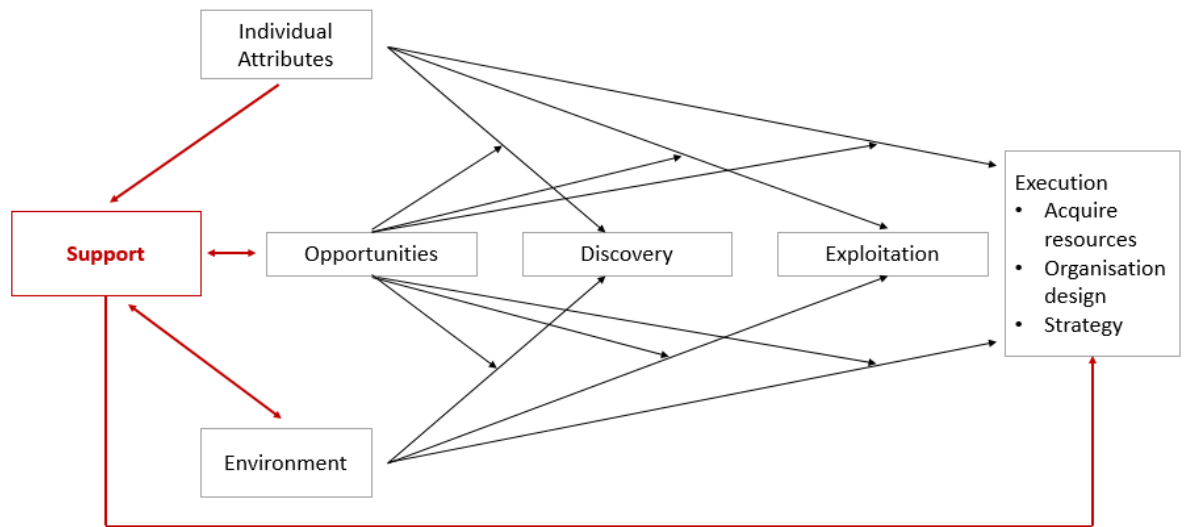 Individual
Attributes
Support
Opportunities
Discovery
Exploitation
Execution
• Acquire
resources
• Organisation
design
• Strategy
Environment